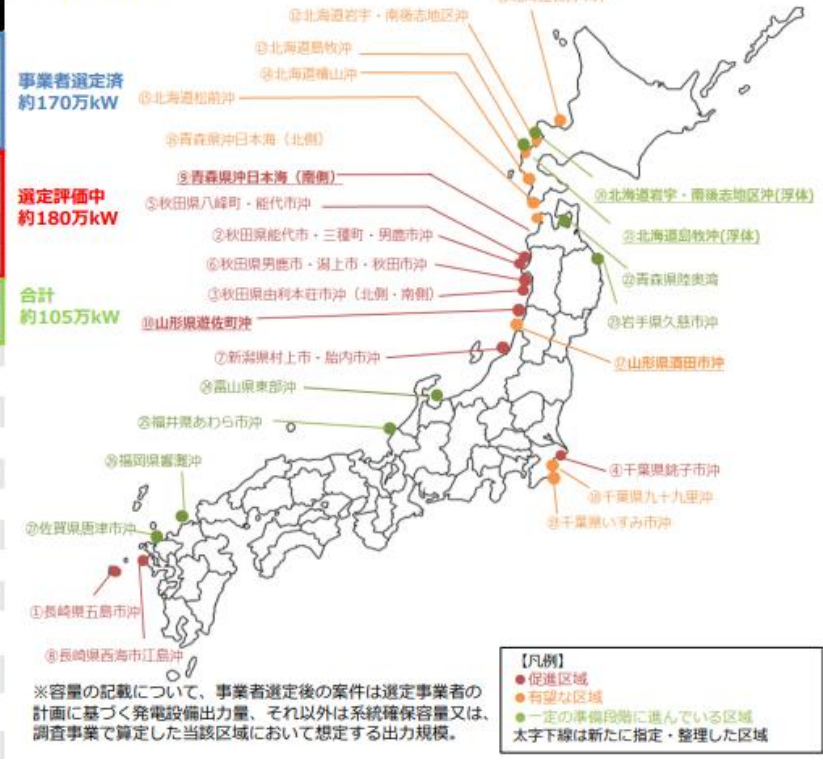 ⑫北海道岩宇・南後志地区沖
⑬北海道島牧沖
⑭北海道檜山沖
⑮北海道松前沖
⑯青森県沖日本海（北側）
⑨青森県沖日本海（南側）
⑤秋田県八峰町・能代市沖
②秋田県能代市・三種町・男鹿市沖
⑥秋田県男鹿市・潟上市・秋田市沖
③秋田県由利本荘市沖（北側・南側）
⑩山形県遊佐町沖
⑦新潟県村上市・胎内市沖
㉔富山県東部沖
㉕福井県あわら市沖
㉖福岡県響灘沖
㉗佐賀県唐津市沖
①長崎県五島市沖
⑧長崎県西海市江島沖
事業者選定済
約170万kW
選定評価中
約180万kW
合計
約105万kW
⑳北海道岩宇・南後志地区沖(浮体)
㉑北海道島牧沖(浮体)
㉒青森県陸奥湾
㉓岩手県久慈市沖
⑰山形県酒田市沖
④千葉県銚子市沖
⑱千葉県九十九里沖
⑲千葉県いすみ市沖
※容量の記載について、事業者選定後の案件は選定事業者の
計画に基づく発電設備出力量、それ以外は系統確保容量又は、
調査事業で算定した当該区域において想定する出力規模。
【凡例】
●促進区域
●有望な区域
●一定の準備段階に進んでいる区域
太字下線は新たに指定・整理した区域